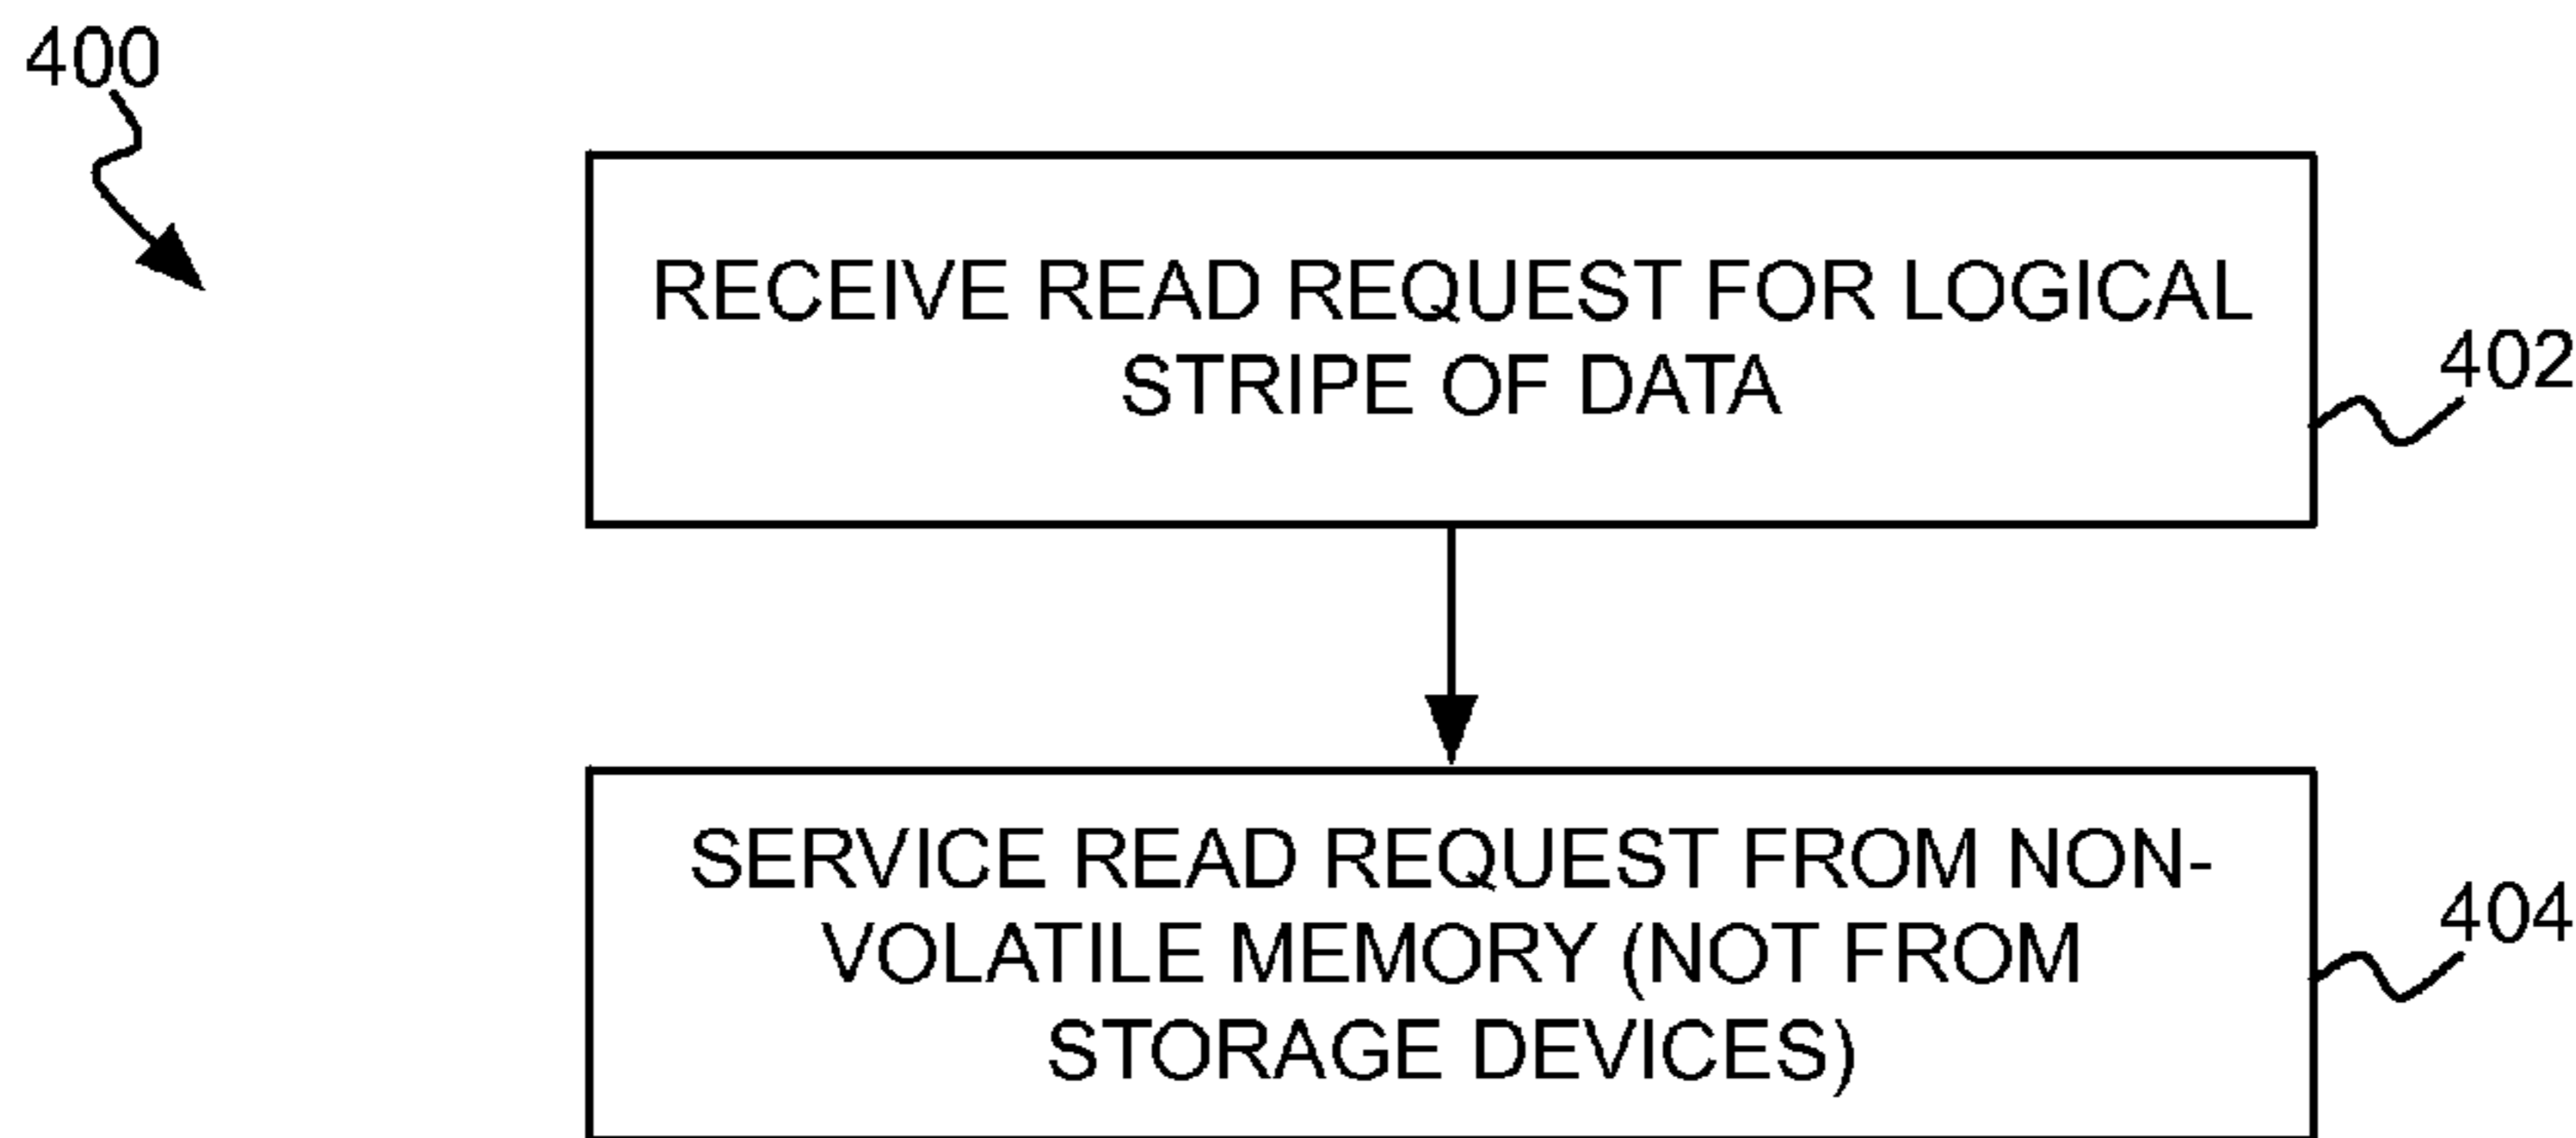 400
RECEIVE READ REQUEST FOR LOGICAL
STRIPE OF DATA
402
SERVICE READ REQUEST FROM NON-
VOLATILE MEMORY (NOT FROM
STORAGE DEVICES)
404